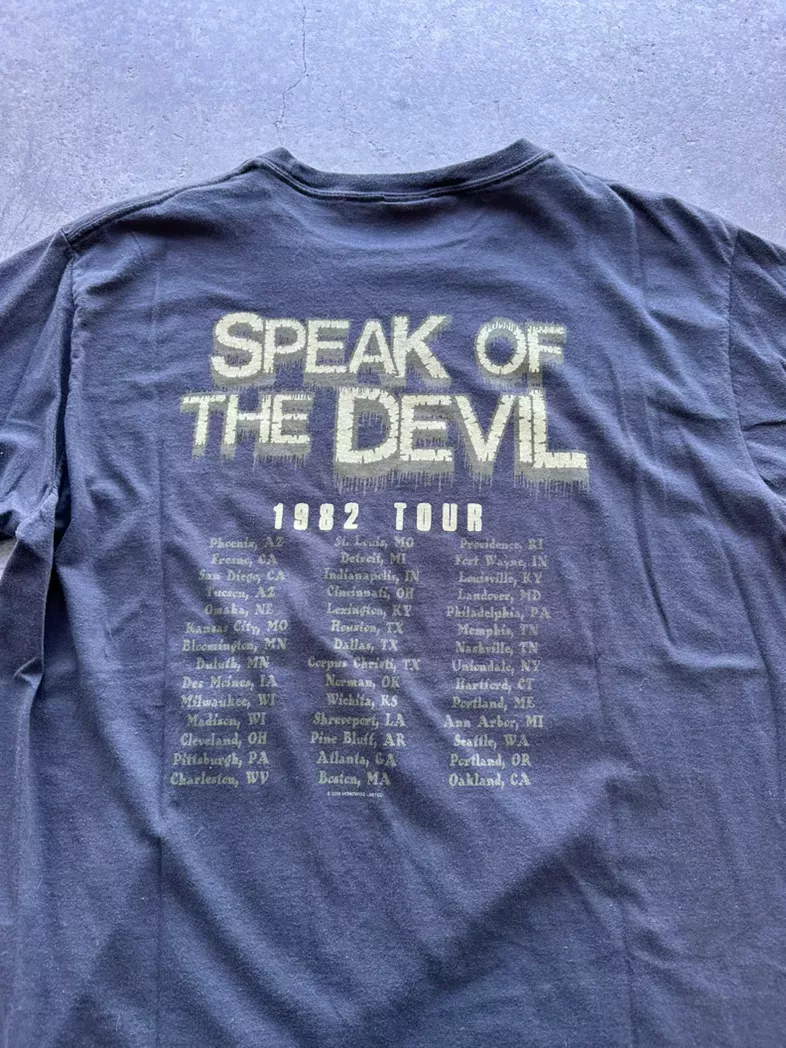 SPEAK OF
THE DEVIL
1982 TOUR
Phoenix, AZ
Fresno, CA
San Diego, CA
Tucson, AZ
Omaha, NE
Kansas City, MO
Bloomington, MN
Duluth, MN
Des Moines, IA
Milwaukee, WI
Madison, WI
Cleveland, OH
Pittsburgh, PA
Charleston, WV
St. Louis, MO
Detroit, MI
Indianapolis, IN
Cincinnati, OH
Lexington, KY
Houston, TX
Dallas, TX
Corpus Christi, TX
Norman, OK
Wichita, KS
Shreveport, LA
Pine Bluff, AR
Atlanta, GA
Boston, MA
Providence, RI
Fort Wayne, IN
Louisville, KY
Landover, MD
Philadelphia, PA
Memphis, TN
Nashville, TN
Uniondale, NY
Hartford, CT
Portland, ME
Ann Arbor, MI
Seattle, WA
Portland, OR
Oakland, CA